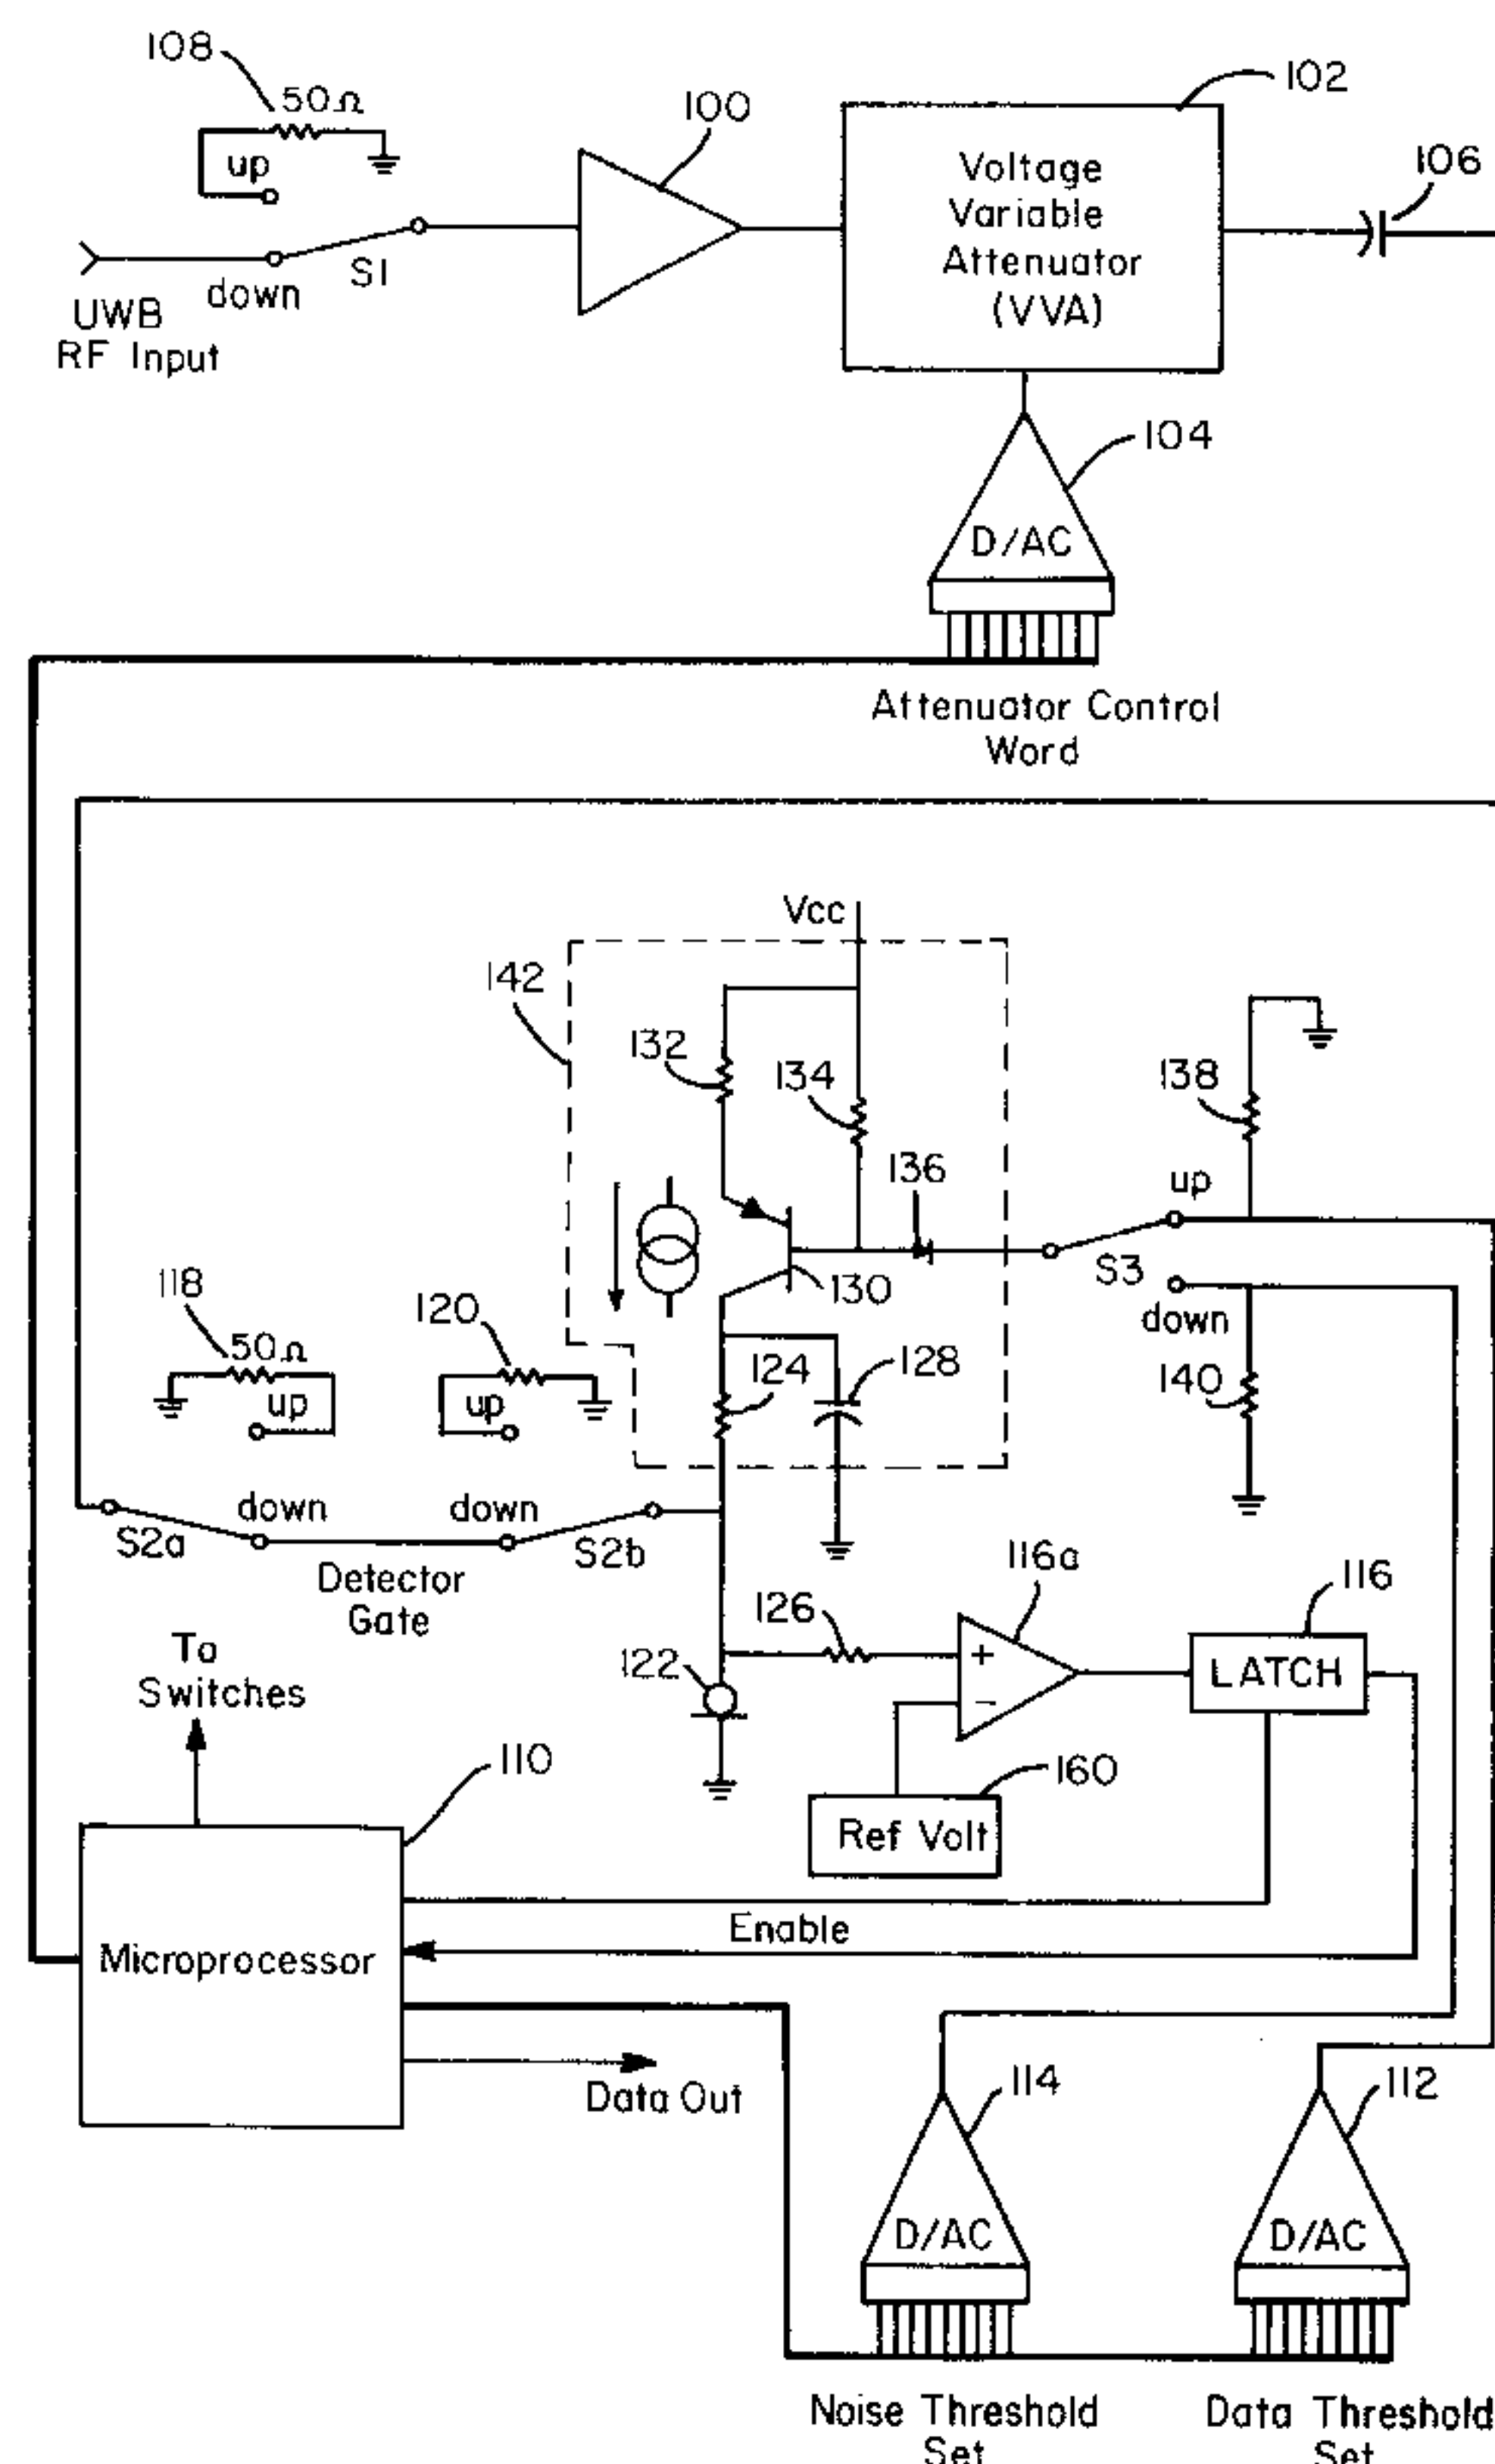 108
50Ω
up
UWB
RF Input
down
S1
100
102
Voltage
Variable
Attenuator
(VVA)
106
104
D/AC
Attenuator Control
Word
Vcc
142
132
134
136
138
up
S3
down
130
140
118
50Ω
up
120
up
124
128
S2a
down
down
S2b
Detector
Gate
126
116a
116
122
+
−
LATCH
160
Ref Volt
To
Switches
110
Microprocessor
Enable
Data Out
114
112
D/AC
D/AC
Noise Threshold
Set
Data Threshold
Set